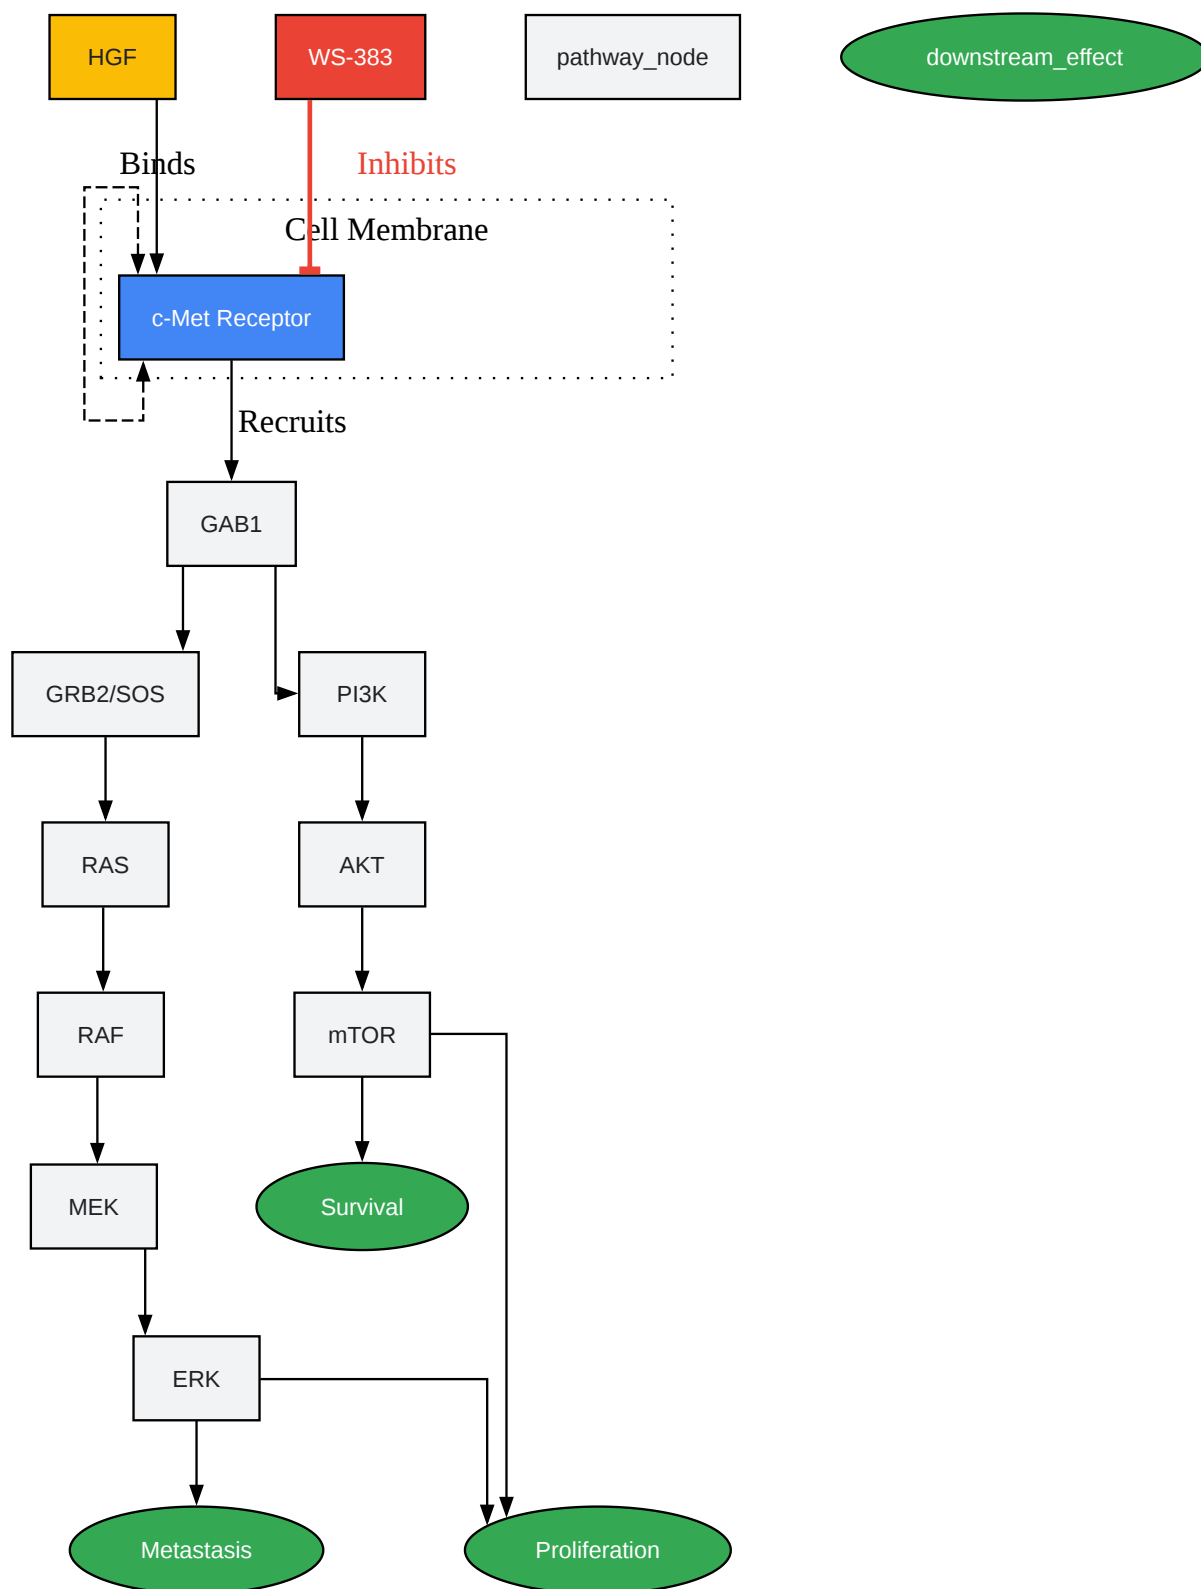 HGF
WS-383
pathway_node
downstream_effect
Binds
Inhibits
Cell Membrane
c-Met Receptor
Recruits
GAB1
GRB2/SOS
PI3K
RAS
AKT
RAF
mTOR
MEK
Survival
ERK
Metastasis
Proliferation